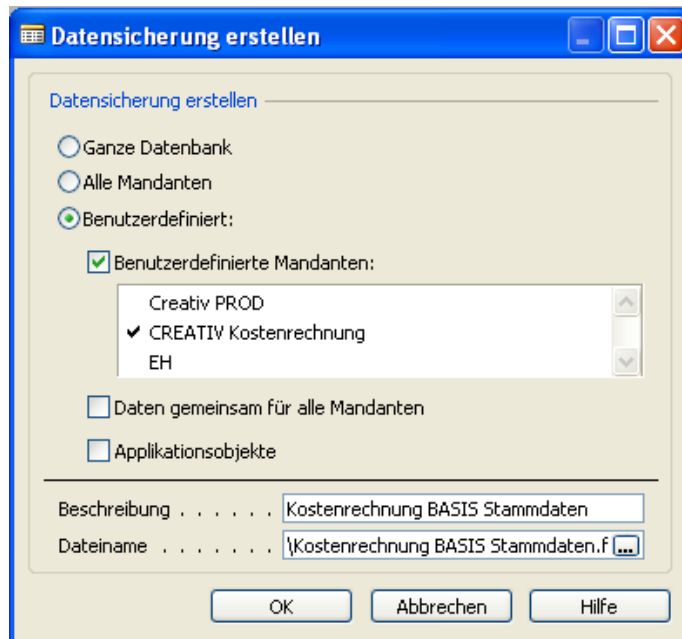 Datensicherung erstellen
Datensicherung erstellen
Ganze Datenbank
Alle Mandanten
Benutzerdefiniert:
Benutzerdefinierte Mandanten:
Creativ PROD
CREATIV Kostenrechnung
EH
Daten gemeinsam für alle Mandanten
Applikationsobjekte
Beschreibung . . . . . . Kostenrechnung BASIS Stammdaten
Dateiname . . . . . . . \Kostenrechnung BASIS Stammdaten.f ...
OK Abbrechen Hilfe